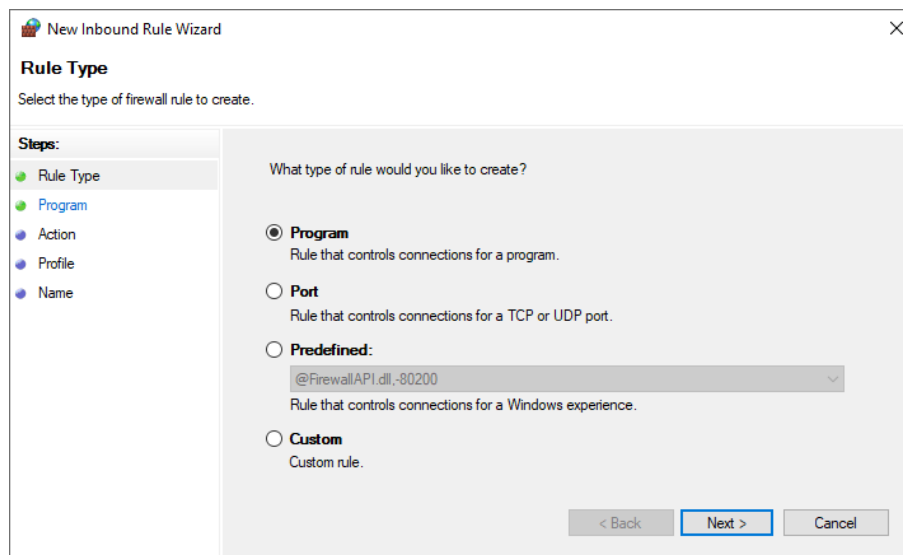 New Inbound Rule Wizard
Rule Type
Select the type of firewall rule to create.
Steps:
Rule Type
Program
Action
Profile
Name
What type of rule would you like to create?
Program
Rule that controls connections for a program.
Port
Rule that controls connections for a TCP or UDP port.
Predefined:
@FirewallAPI.dll,-80200
Rule that controls connections for a Windows experience.
Custom
Custom rule.
< Back
Next >
Cancel